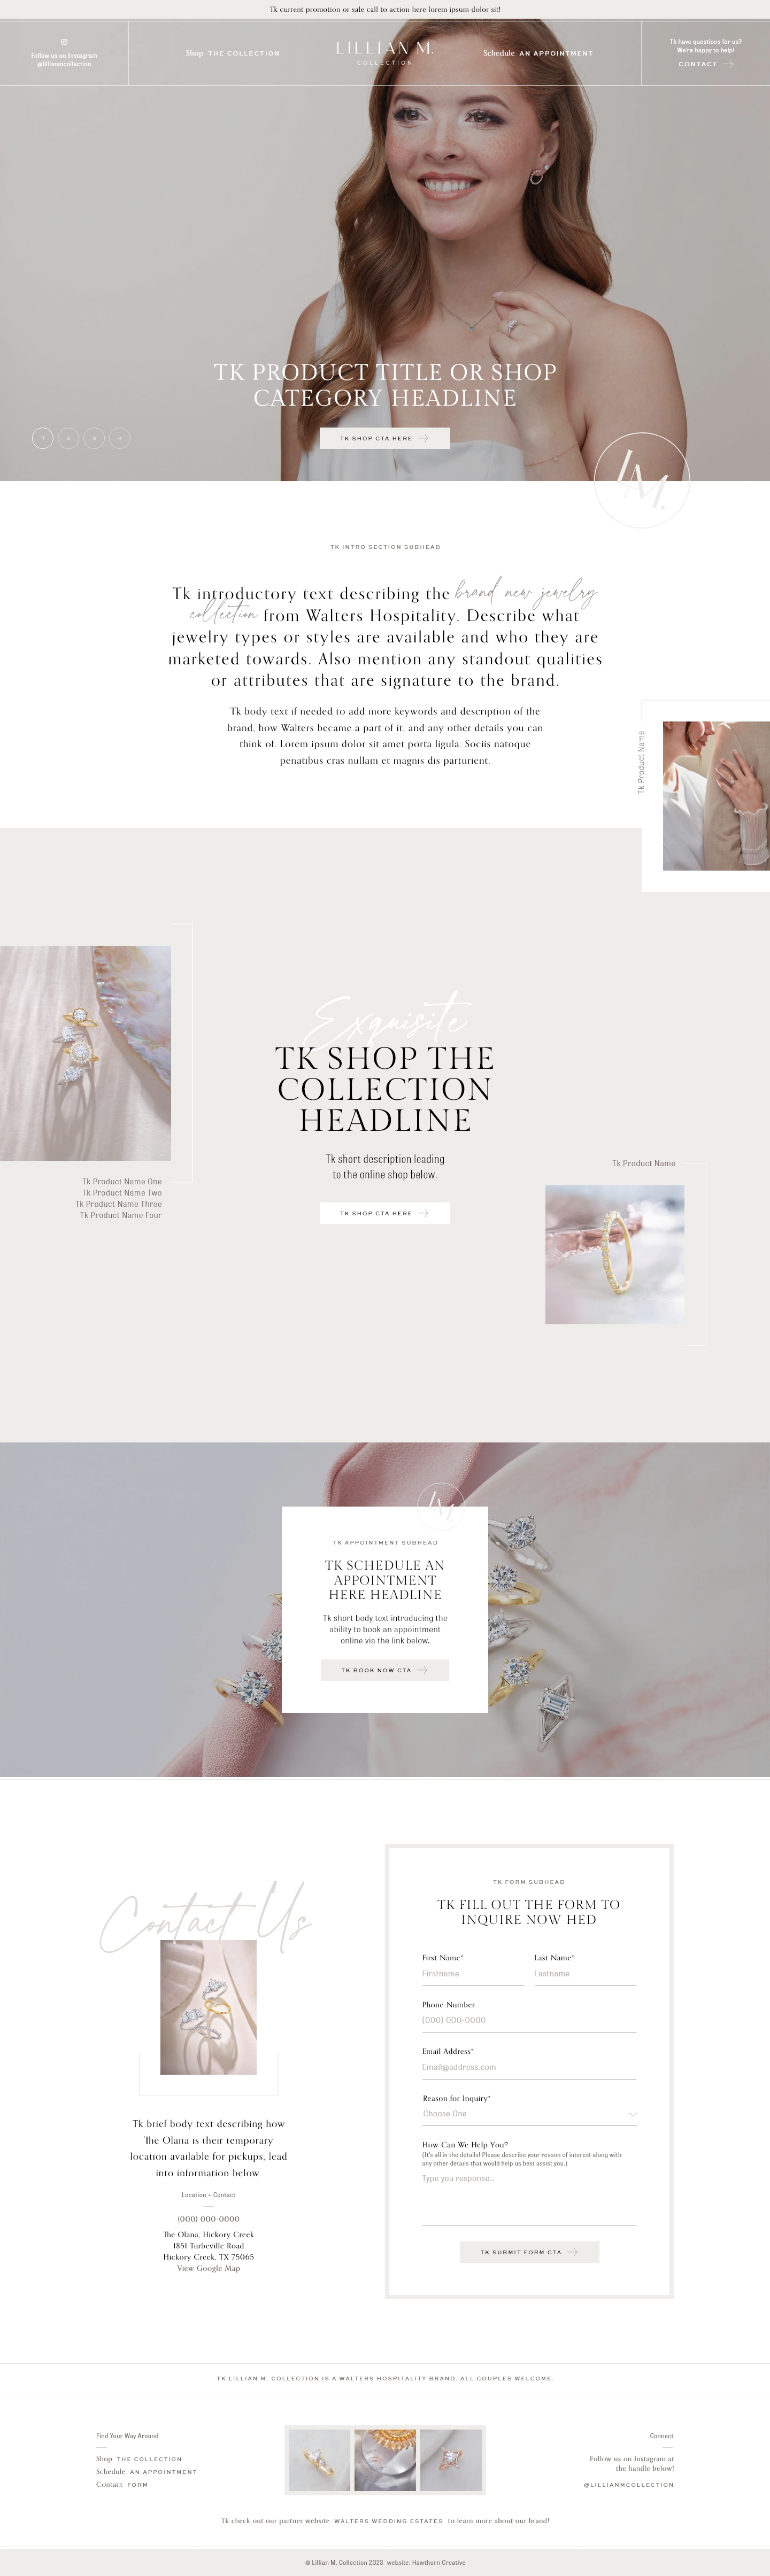 Tk current promotion or sale call to action here lorem ipsum dolor sit!
Follow us on Instagram
@lillianmcollection
Shop THE COLLECTION
LILLIAN M.
COLLECTION
Schedule AN APPOINTMENT
Tk have questions for us?
We're happy to help!
CONTACT
TK PRODUCT TITLE OR SHOP
CATEGORY HEADLINE
1 2 3 4
TK SHOP CTA HERE
LM.
TK INTRO SECTION SUBHEAD
Tk introductory text describing the brand new jewelry
collection from Walters Hospitality. Describe what
jewelry types or styles are available and who they are
marketed towards. Also mention any standout qualities
or attributes that are signature to the brand.
Tk body text if needed to add more keywords and description of the
brand, how Walters became a part of it, and any other details you can
think of. Lorem ipsum dolor sit amet porta ligula. Sociis natoque
penatibus cras nullam et magnis dis parturient.
Tk Product Name
Exquisite
TK SHOP THE
COLLECTION
HEADLINE
Tk short description leading
to the online shop below.
TK SHOP CTA HERE
Tk Product Name One
Tk Product Name Two
Tk Product Name Three
Tk Product Name Four
Tk Product Name
LM
TK APPOINTMENT SUBHEAD
TK SCHEDULE AN
APPOINTMENT
HERE HEADLINE
Tk short body text introducing the
ability to book an appointment
online via the link below.
TK BOOK NOW CTA
Contact Us
Tk brief body text describing how
The Olana is their temporary
location available for pickups, lead
into information below.
Location + Contact
(000) 000-0000
The Olana, Hickory Creek
1851 Turbeville Road
Hickory Creek, TX 75065
View Google Map
TK FORM SUBHEAD
TK FILL OUT THE FORM TO
INQUIRE NOW HED
First Name*
Firstname
Last Name*
Lastname
Phone Number
(000) 000-0000
Email Address*
Email@address.com
Reason for Inquiry*
Choose One
How Can We Help You?
(It's all in the details! Please describe your reason of interest along with
any other details that would help us best assist you.)
Type you response...
TK SUBMIT FORM CTA
TK LILLIAN M. COLLECTION IS A WALTERS HOSPITALITY BRAND. ALL COUPLES WELCOME.
Find Your Way Around
Shop THE COLLECTION
Schedule AN APPOINTMENT
Contact FORM
Connect
Follow us on Instagram at
the handle below!
@LILLIANMCOLLECTION
Tk check out our partner website WALTERS WEDDING ESTATES to learn more about our brand!
© Lillian M. Collection 2023 website: Hawthorn Creative